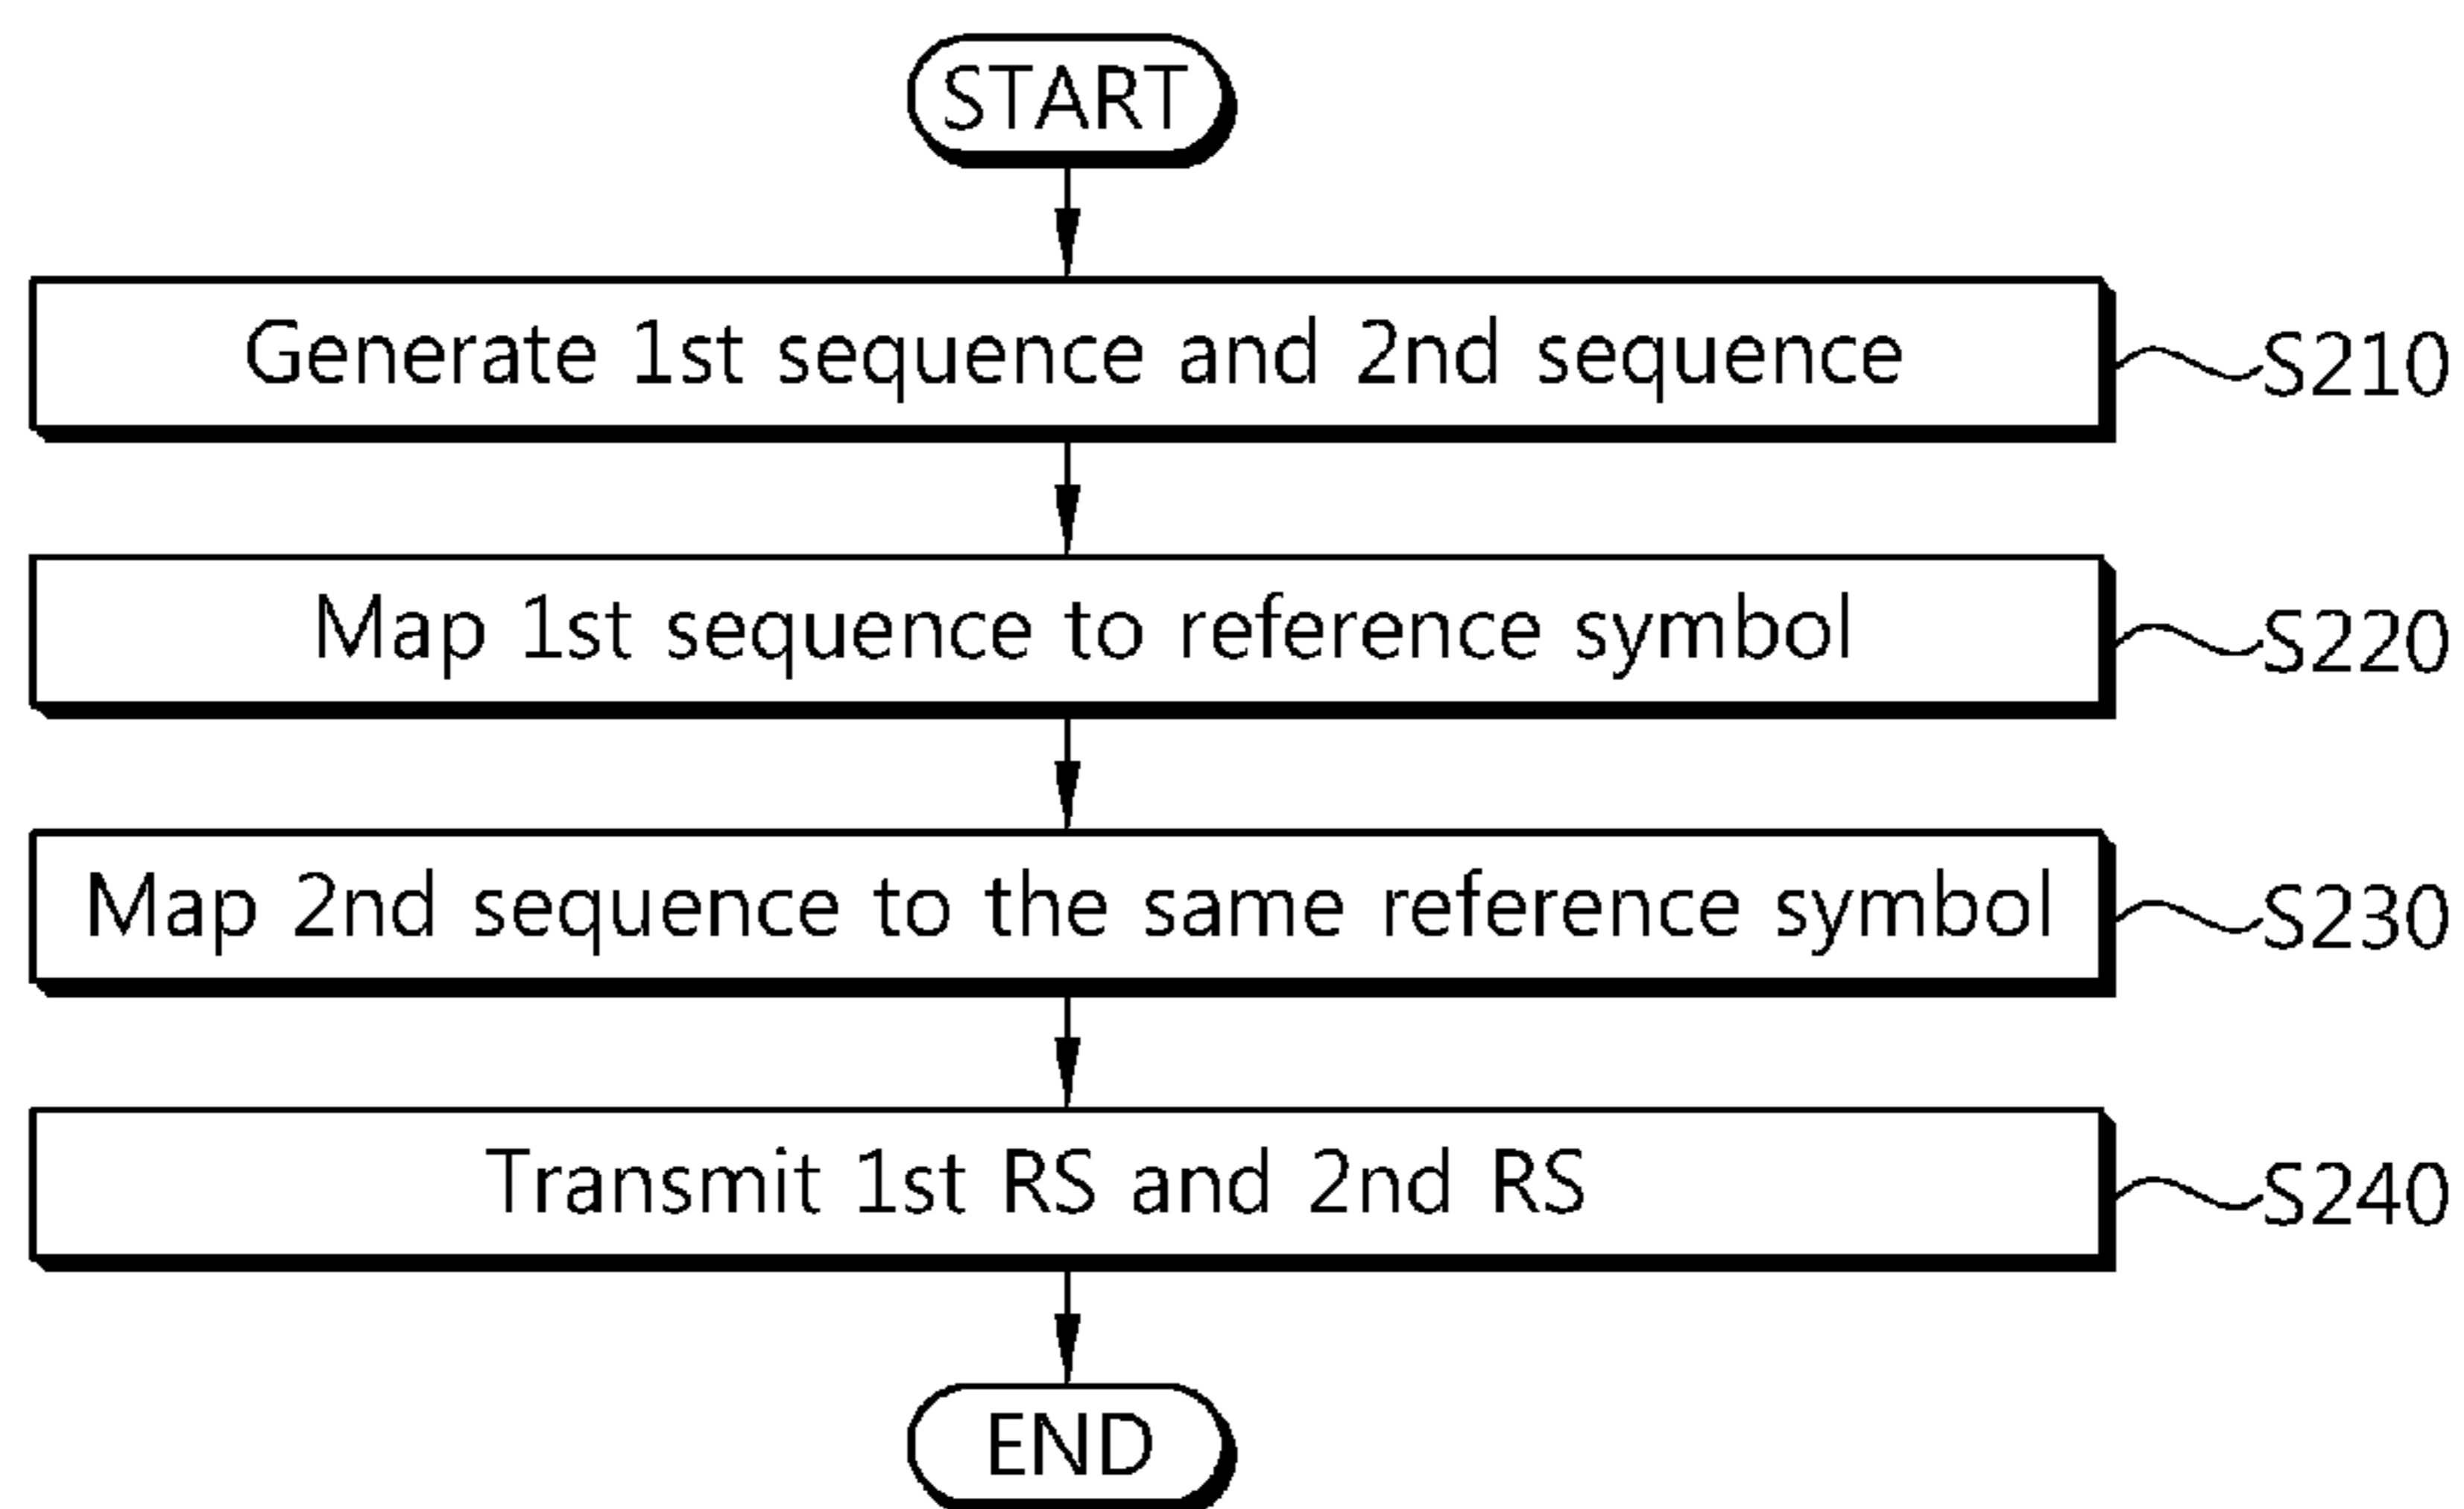 START
Generate 1st sequence and 2nd sequence
S210
Map 1st sequence to reference symbol
S220
Map 2nd sequence to the same reference symbol
S230
Transmit 1st RS and 2nd RS
S240
END